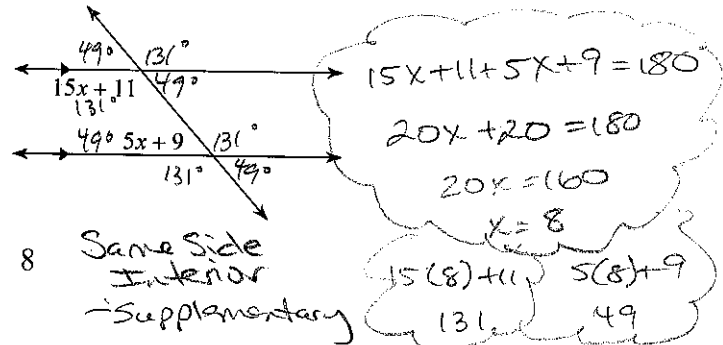 49° 131°
15x + 11 49°
131°
49° 5x + 9 131°
131° 49°
15x+11+5x+9=180
20x+20=180
20x=160
x=8
8 Same Side
Interior
-Supplementary
15(8)+11 5(8)+9
131 49